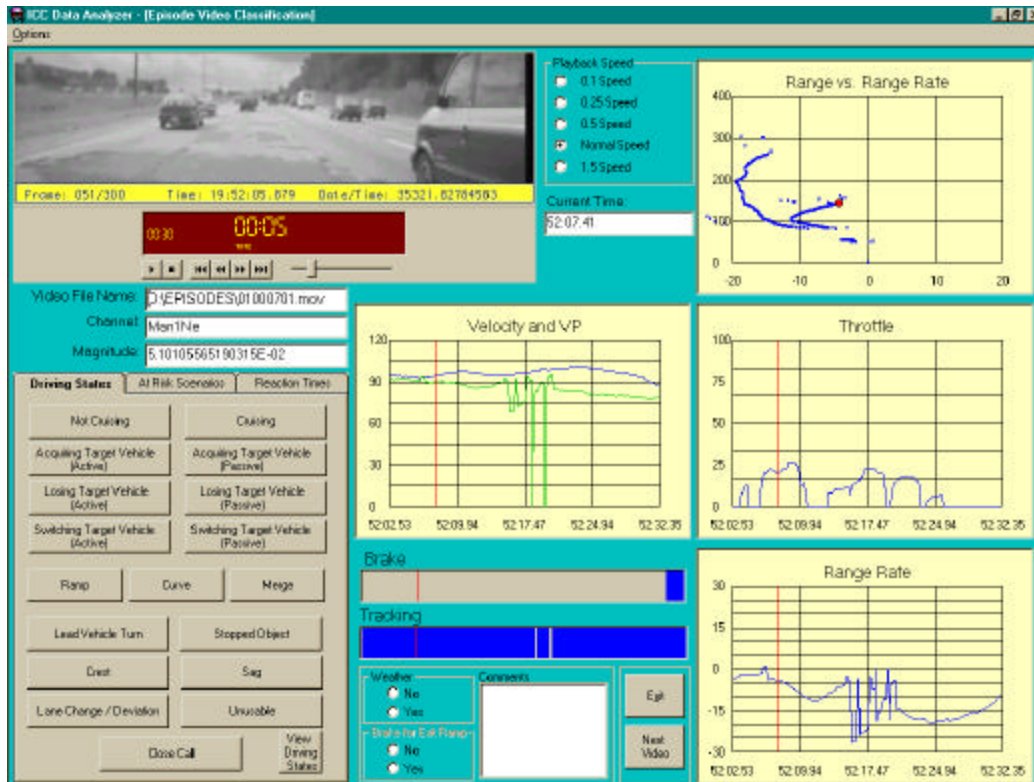 ICC Data Analyzer - [Episode Video Classification]
Options
Frame: 051/300 Time: 19:52:05.679 Date/Time: 35321.82784503
00:30
00:05
Playback Speed
0.1 Speed
0.25 Speed
0.5 Speed
Normal Speed
1.5 Speed
Current Time:
52:07.41
Range vs. Range Rate
400
300
200
100
0
-20 -10 0 10 20
Video File Name: D:\EPISODES\01000701.mov
Channel: Man1Ne
Magnitude: 5.10105565190315E-02
Driving States At Risk Scenarios Reaction Times
Not Cruising Cruising
Acquiring Target Vehicle (Active)
Acquiring Target Vehicle (Passive)
Losing Target Vehicle (Active)
Losing Target Vehicle (Passive)
Switching Target Vehicle (Active)
Switching Target Vehicle (Passive)
Ramp Curve Merge
Lead Vehicle Turn Stopped Object
Crest Sag
Lane Change / Deviation Unusable
Close Call
View Driving States
Velocity and VP
120
90
60
30
0
52:02.53 52:09.94 52:17.47 52:24.94 52:32.35
Throttle
100
75
50
25
0
52:02.53 52:09.94 52:17.47 52:24.94 52:32.35
Brake
Tracking
Weather
No
Yes
Brake for Exit Ramp
No
Yes
Comments
Exit
Next Video
Range Rate
30
15
0
-15
-30
52:02.53 52:09.94 52:17.47 52:24.94 52:32.35